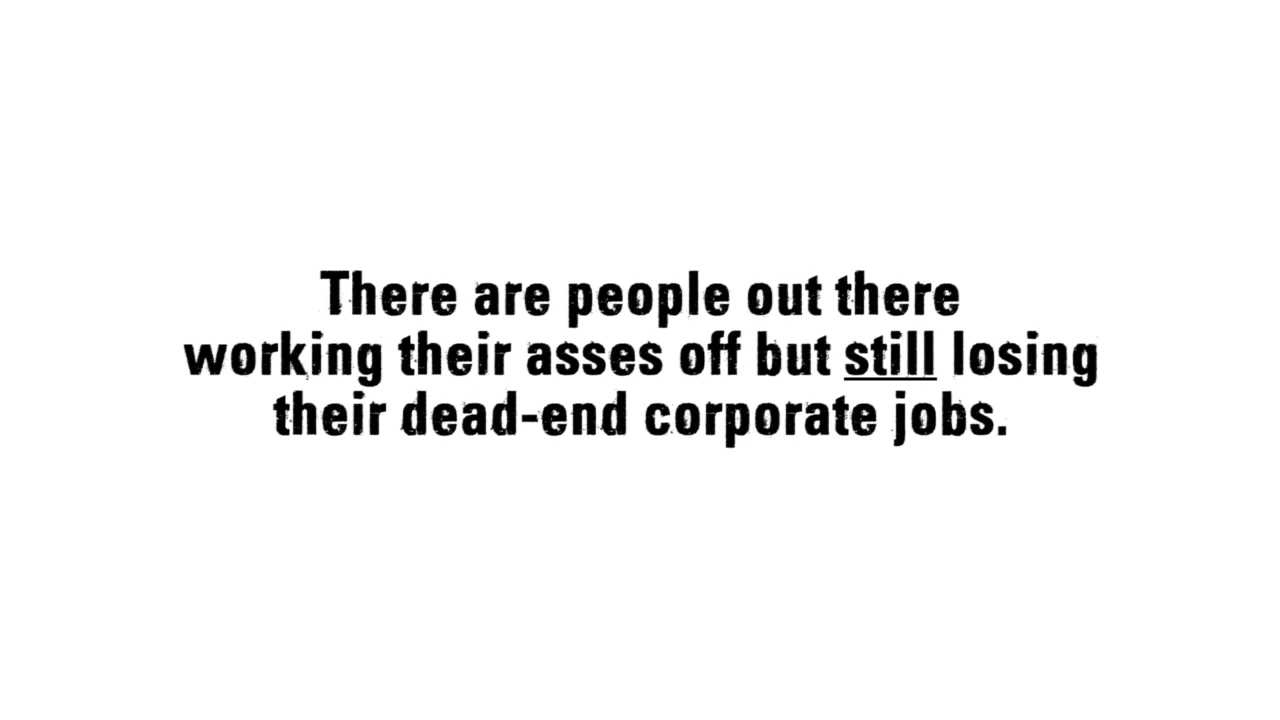 There are people out there
working their asses off but still losing
their dead-end corporate jobs.